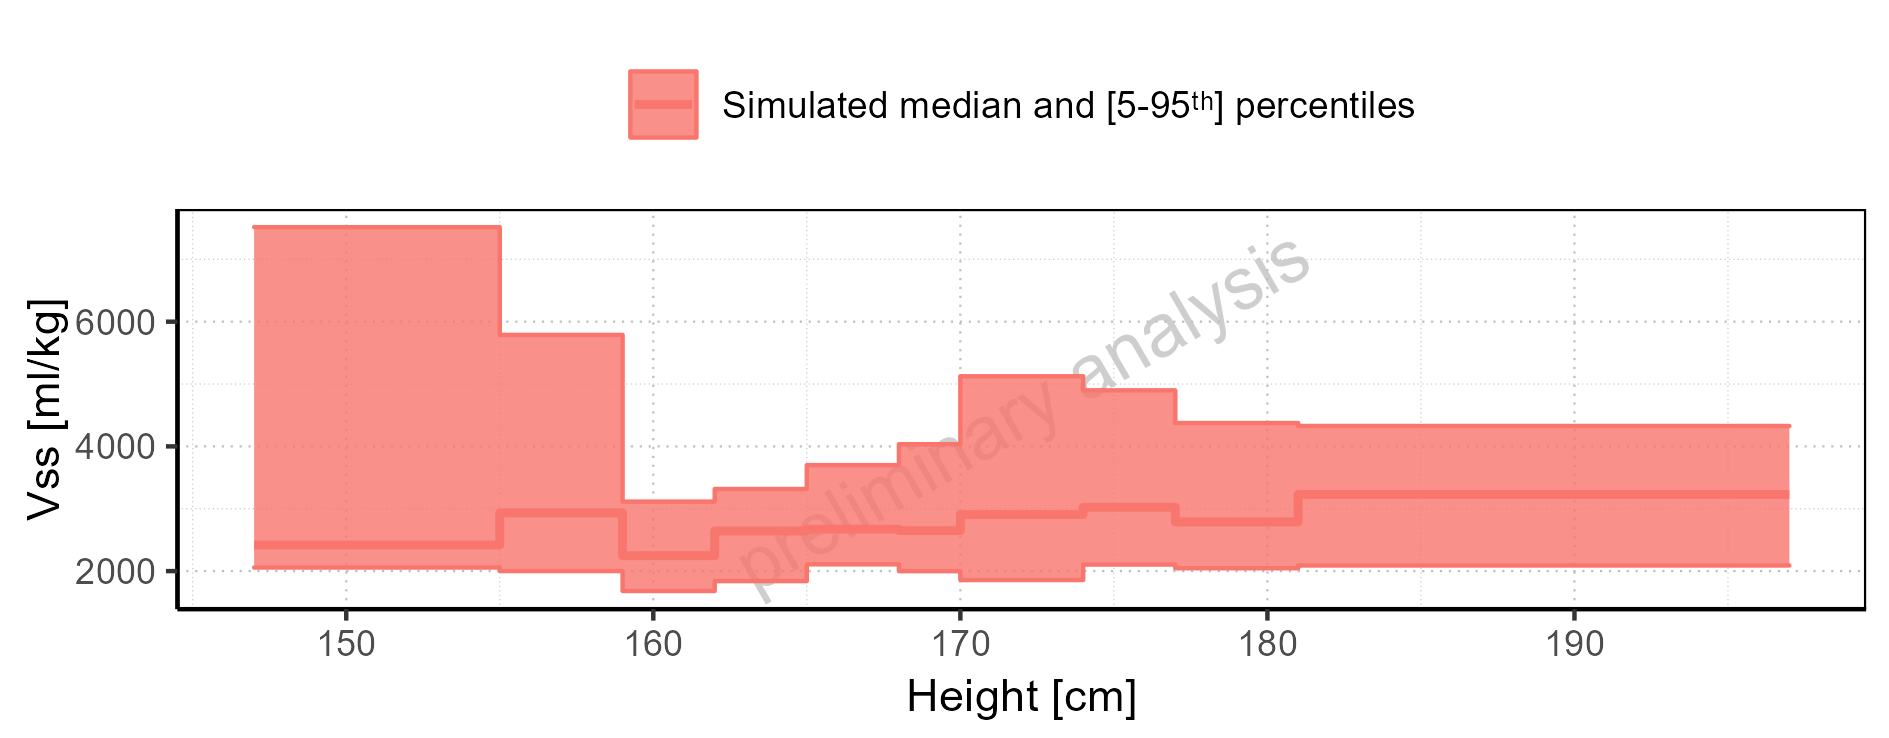 Simulated median and [5-95th] percentiles
preliminary analysis
Vss [ml/kg]
6000
4000
2000
150 160 170 180 190
Height [cm]